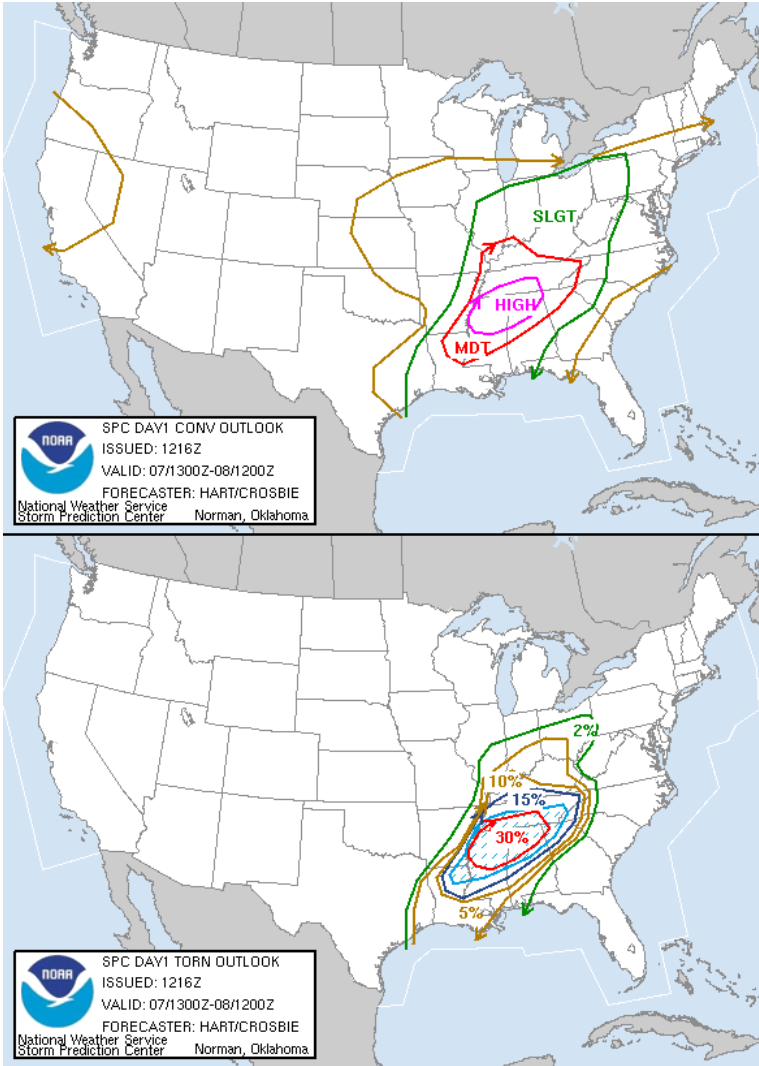 SLGT
HIGH
MDT
NOAA
SPC DAY1 CONV OUTLOOK
ISSUED: 1216Z
VALID: 07/1300Z-08/1200Z
FORECASTER: HART/CROSBIE
National Weather Service
Storm Prediction Center Norman, Oklahoma
2%
10%
15%
30%
5%
NOAA
SPC DAY1 TORN OUTLOOK
ISSUED: 1216Z
VALID: 07/1300Z-08/1200Z
FORECASTER: HART/CROSBIE
National Weather Service
Storm Prediction Center Norman, Oklahoma